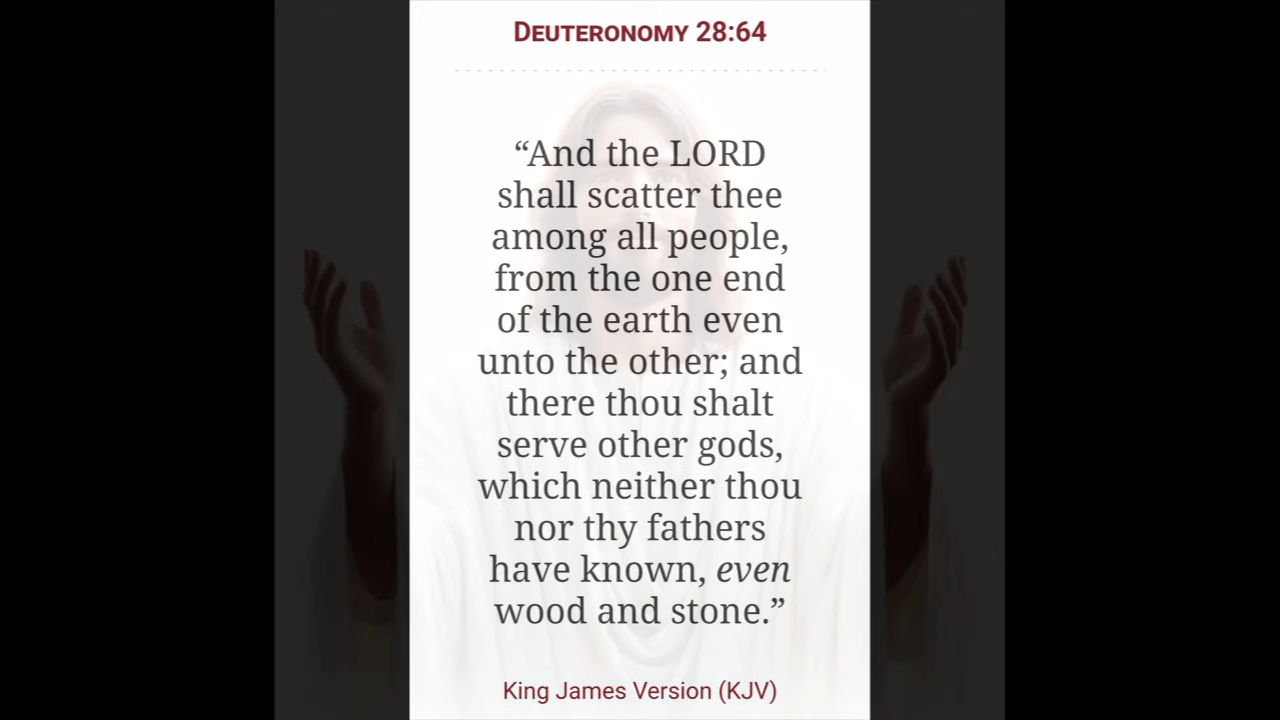 DEUTERONOMY 28:64
“And the LORD
shall scatter thee
among all people,
from the one end
of the earth even
unto the other; and
there thou shalt
serve other gods,
which neither thou
nor thy fathers
have known, even
wood and stone.”
King James Version (KJV)